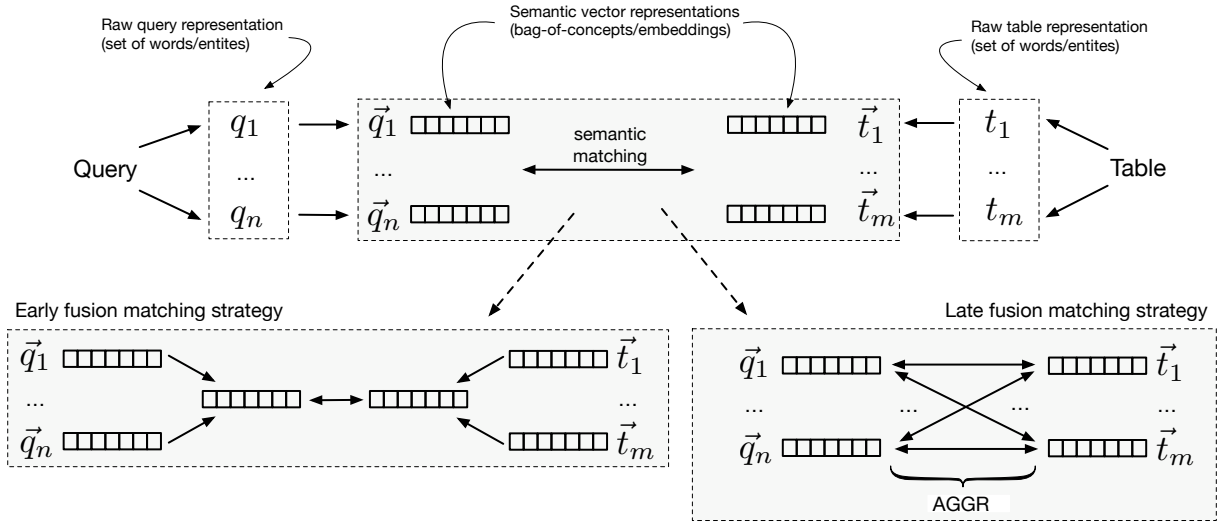 Raw query representation
(set of words/entites)
Semantic vector representations
(bag-of-concepts/embeddings)
Raw table representation
(set of words/entites)
Query
q₁
...
qₙ
q⃗₁
...
q⃗ₙ
semantic
matching
t⃗₁
...
t⃗ₘ
t₁
...
tₘ
Table
Early fusion matching strategy
q⃗₁
...
q⃗ₙ
t⃗₁
...
t⃗ₘ
Late fusion matching strategy
q⃗₁
...
q⃗ₙ
...
...
t⃗₁
...
t⃗ₘ
AGGR